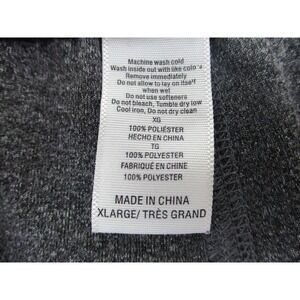 Machine wash cold
Wash inside out with like colors
Remove immediately
Do not allow to lay on itself
when wet
Do not use softeners
Do not bleach, Tumble dry low
Cool iron, Do not dry clean
XG
100% POLIÉSTER
HECHO EN CHINA
TG
100% POLYESTER
FABRIQUÉ EN CHINE
100% POLYESTER
MADE IN CHINA
XLARGE/ TRÈS GRAND